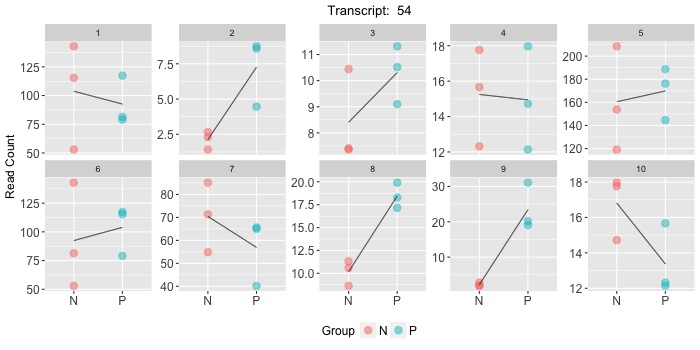 Transcript: 54
1 2 3 4 5
125 100 75 50
7.5 5.0 2.5
11 10 9 8
18 16 14 12
200 180 160 140 120
Read Count
6 7 8 9 10
125 100 75 50
80 70 60 50 40
20.0 17.5 15.0 12.5 10.0
30 20 10
18 16 14 12
N P N P N P N P N P
Group N P